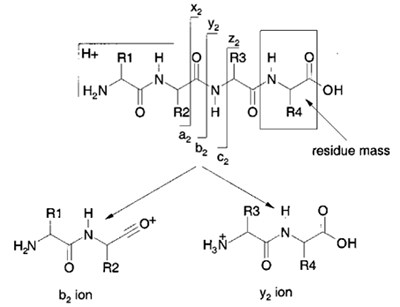 x2
y2
z2
H+
R1
H
N
O
R3
H
N
O
H2N
O
R2
N
H
O
R4
OH
a2
b2
c2
residue mass
R1
H
N
O+
H2N
O
R2
b2 ion
R3
H
N
O
H3N+
O
R4
OH
y2 ion